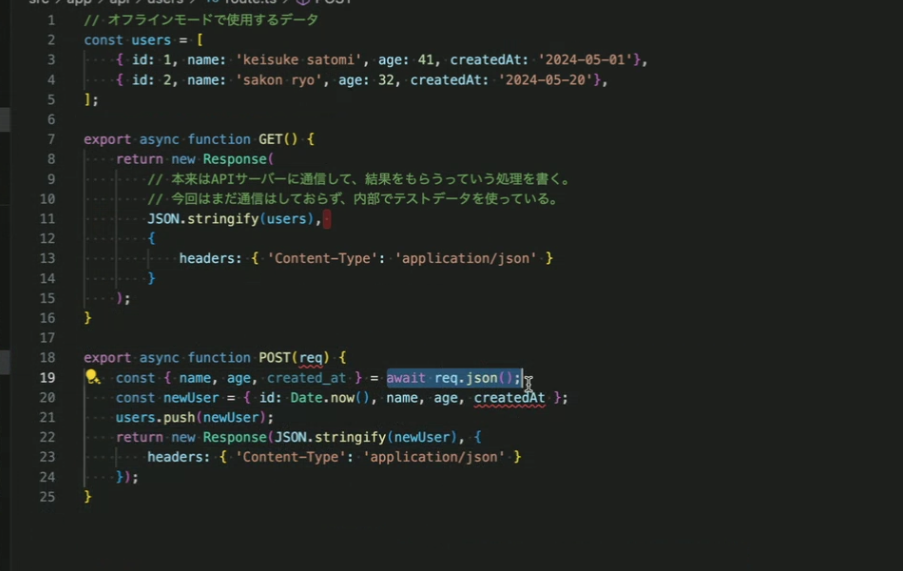 src > app > api > users > TS route.ts > POST
1 // オフラインモードで使用するデータ
2 const users = [
3 { id: 1, name: 'keisuke satomi', age: 41, createdAt: '2024-05-01'},
4 { id: 2, name: 'sakon ryo', age: 32, createdAt: '2024-05-20'},
5 ];
6
7 export async function GET() {
8 return new Response(
9 // 本来はAPIサーバーに通信して、結果をもらうっていう処理を書く。
10 // 今回はまだ通信はしておらず、内部でテストデータを使っている。
11 JSON.stringify(users),
12 {
13 headers: { 'Content-Type': 'application/json' }
14 }
15 );
16 }
17
18 export async function POST(req) {
19 const { name, age, created_at } = await req.json();
20 const newUser = { id: Date.now(), name, age, createdAt };
21 users.push(newUser);
22 return new Response(JSON.stringify(newUser), {
23 headers: { 'Content-Type': 'application/json' }
24 });
25 }